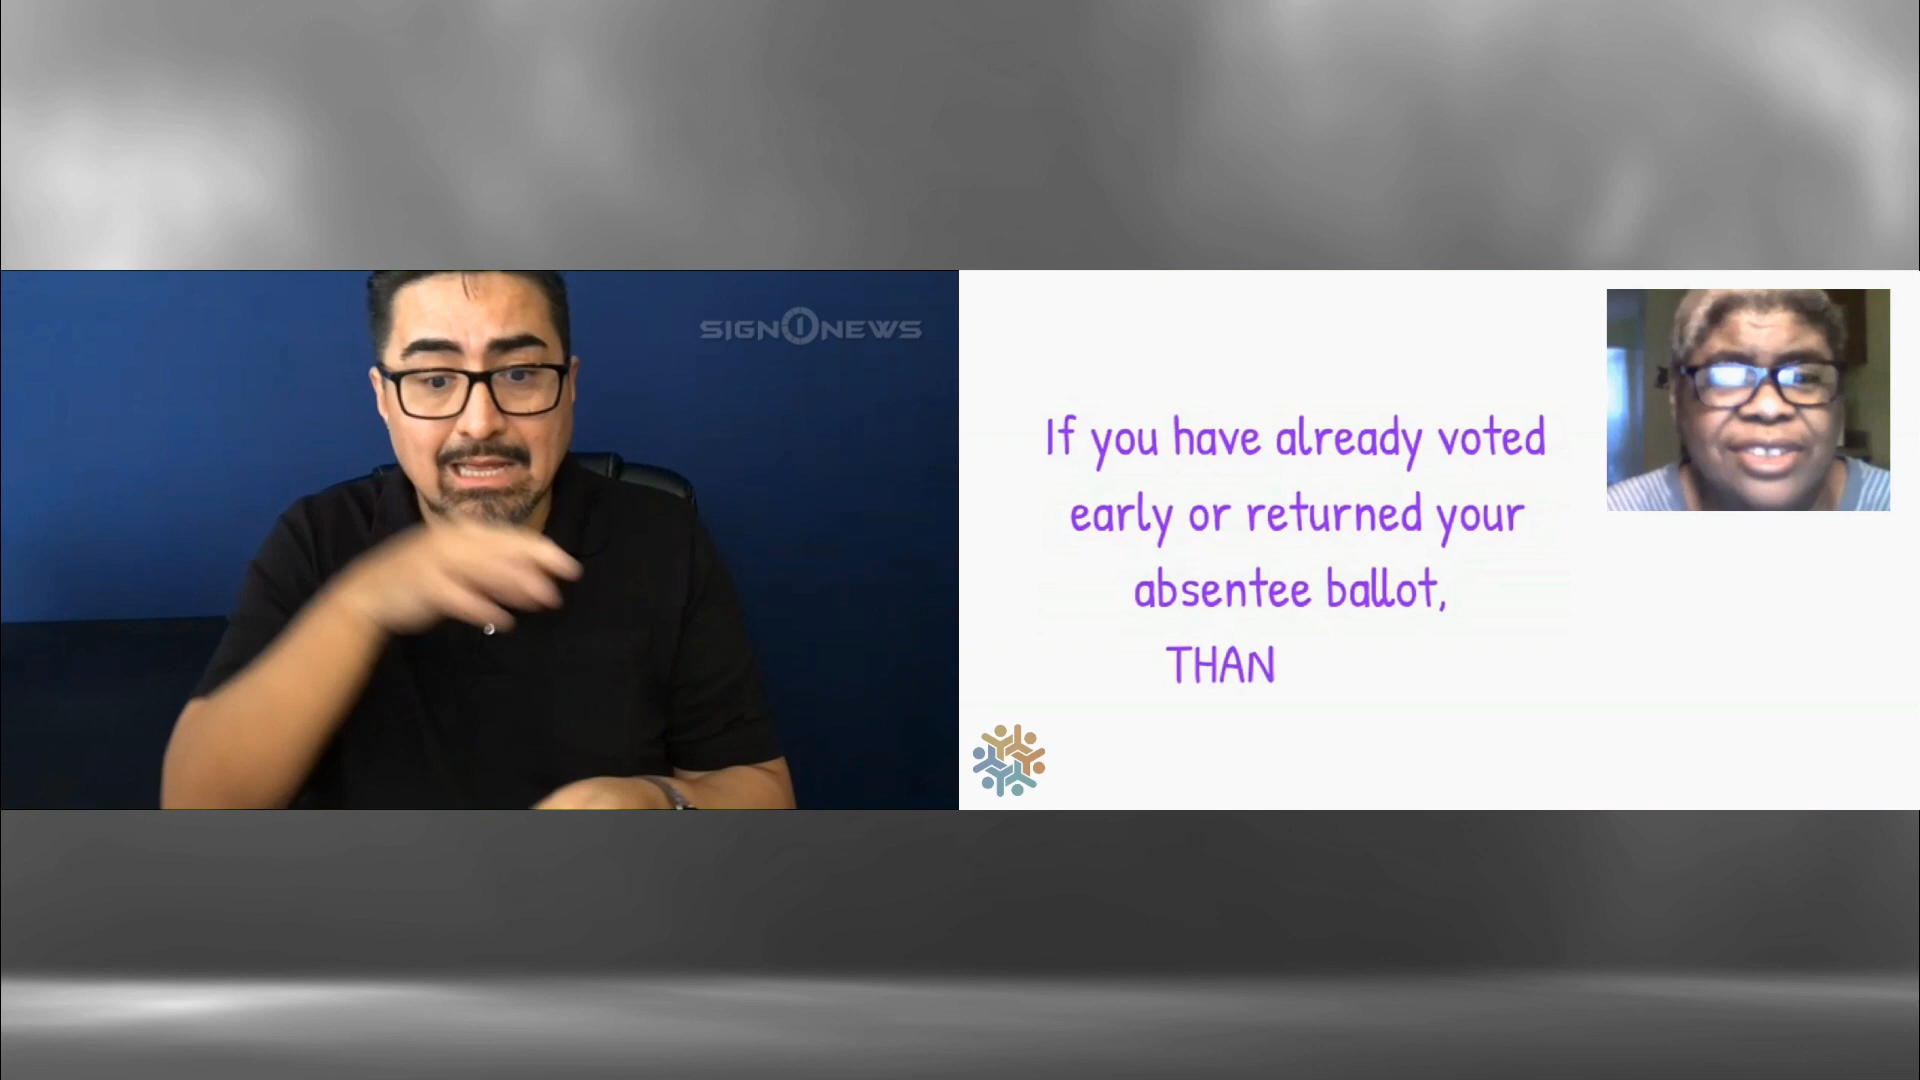 SIGN1NEWS
If you have already voted
early or returned your
absentee ballot,
THAN